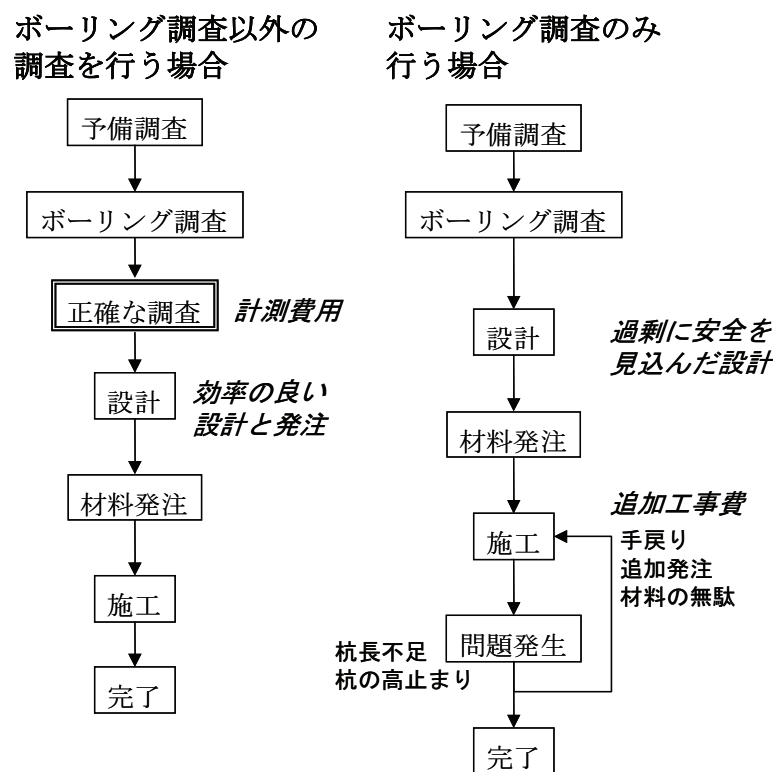 ボーリング調査以外の
調査を行う場合
予備調査
ボーリング調査
正確な調査
計測費用
設計
効率の良い
設計と発注
材料発注
施工
完了
ボーリング調査のみ
行う場合
予備調査
ボーリング調査
設計
過剰に安全を
見込んだ設計
材料発注
追加工事費
施工
手戻り
追加発注
材料の無駄
問題発生
杭長不足
杭の高止まり
完了